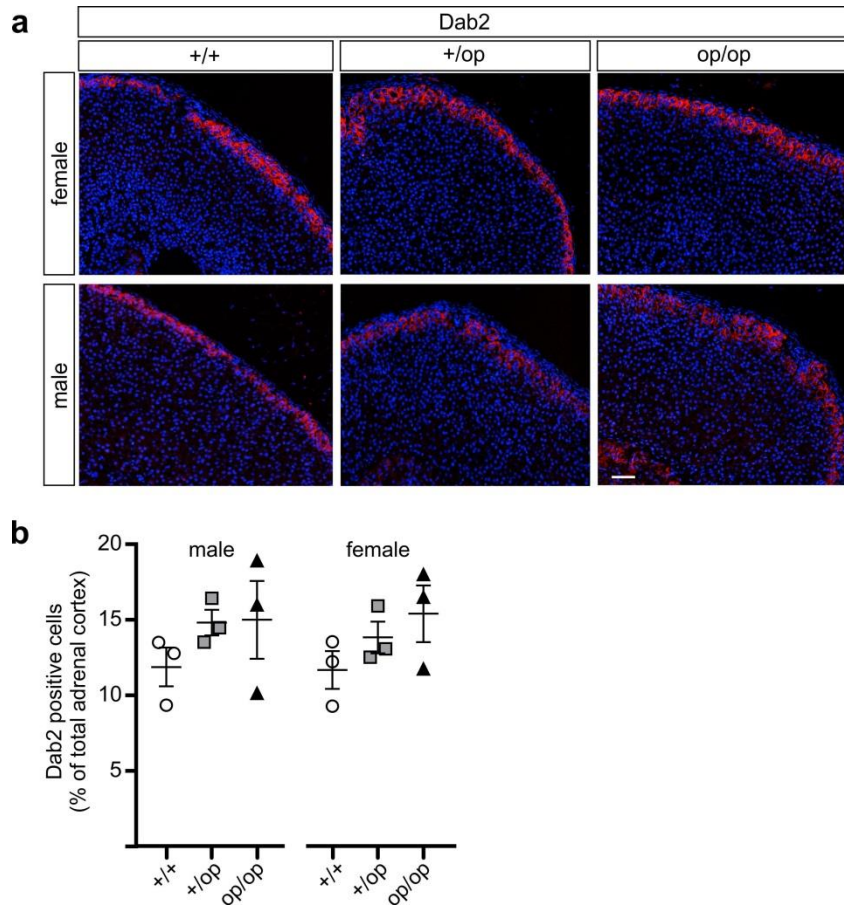 a
Dab2
+/+ +/op op/op
female
male
b
Dab2 positive cells
(% of total adrenal cortex)
20
15
10
5
male female
+/+ +/op op/op +/+ +/op op/op